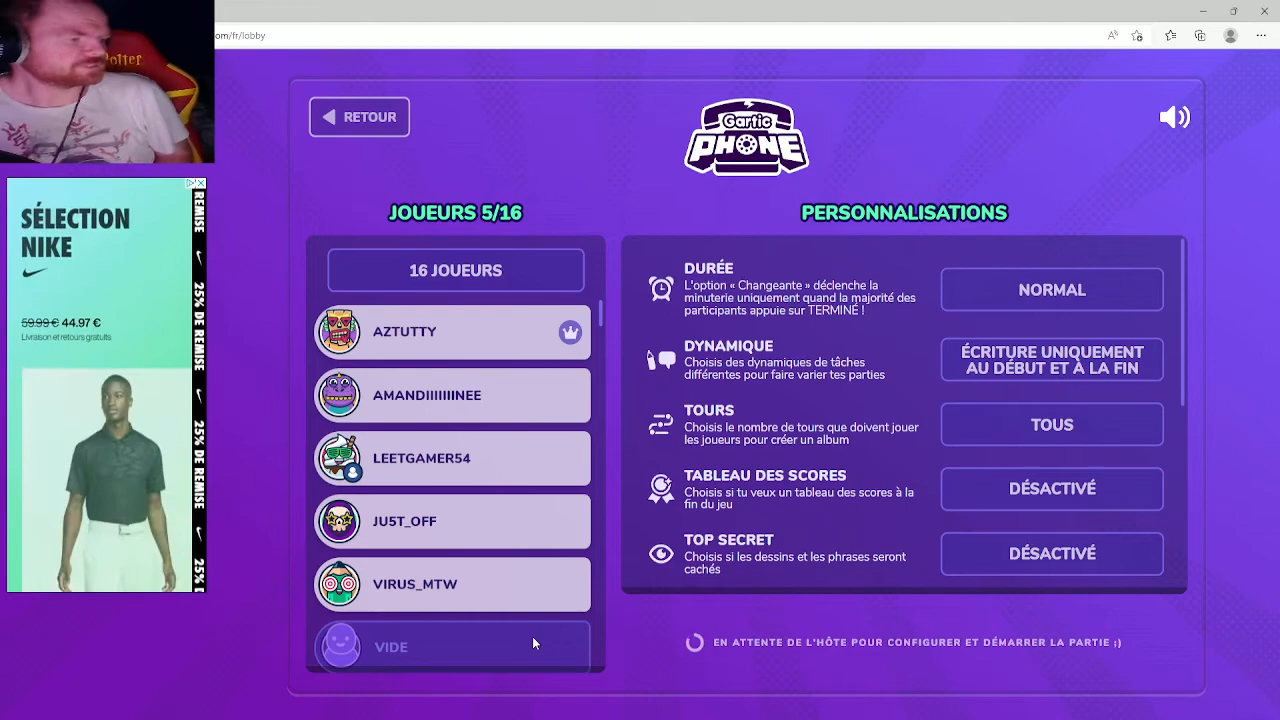 om/fr/lobby
Potter
RETOUR
Gartic
PHONE
SÉLECTION
NIKE
59.99 € 44.97 €
Livraison et retours gratuits
REMISE
25% DE REMISE
25%
JOUEURS 5/16
16 JOUEURS
AZTUTTY
AMANDIIIIIIINEE
LEETGAMER54
JU5T_OFF
VIRUS_MTW
VIDE
PERSONNALISATIONS
DURÉE
L'option « Changeante » déclenche la
minuterie uniquement quand la majorité des
participants appuie sur TERMINÉ !
NORMAL
DYNAMIQUE
Choisis des dynamiques de tâches
différentes pour faire varier tes parties
ÉCRITURE UNIQUEMENT
AU DÉBUT ET À LA FIN
TOURS
Choisis le nombre de tours que doivent jouer
les joueurs pour créer un album
TOUS
TABLEAU DES SCORES
Choisis si tu veux un tableau des scores à la
fin du jeu
DÉSACTIVÉ
TOP SECRET
Choisis si les dessins et les phrases seront
cachés
DÉSACTIVÉ
EN ATTENTE DE L'HÔTE POUR CONFIGURER ET DÉMARRER LA PARTIE ;)